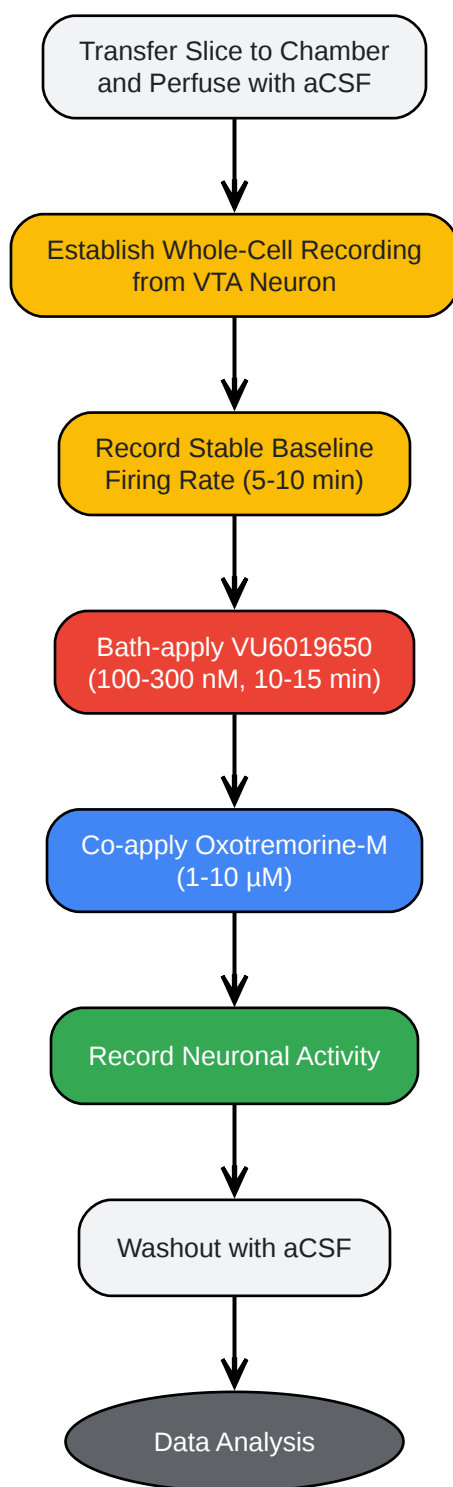 Transfer Slice to Chamber
and Perfuse with aCSF
Establish Whole-Cell Recording
from VTA Neuron
Record Stable Baseline
Firing Rate (5-10 min)
Bath-apply VU6019650
(100-300 nM, 10-15 min)
Co-apply Oxotremorine-M
(1-10 µM)
Record Neuronal Activity
Washout with aCSF
Data Analysis